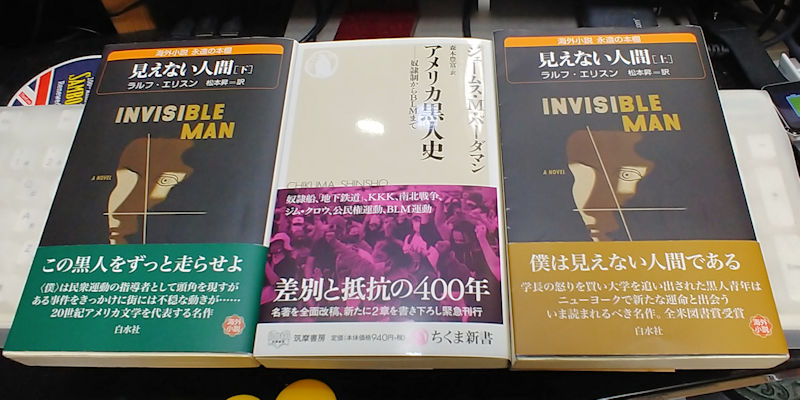 海外小説 永遠の本棚
見えない人間[下]
ラルフ・エリスン 松本昇=訳
INVISIBLE
MAN
A NOVEL
この黒人をずっと走らせよ
〈僕〉は民衆運動の指導者として頭角を現すが
ある事件をきっかけに街には不穏な動きが……
20世紀アメリカ文学を代表する名作
白水社
海外
小説
ジェームス・M・バーダマン
森本豊富 訳
アメリカ黒人史
──奴隷制からBLMまで
CHIKUMA SHINSHO
奴隷船、「地下鉄道」、KKK、南北戦争、
ジム・クロウ、公民権運動、BLM運動
差別と抵抗の400年
名著を全面改稿、新たに2章を書き下ろし緊急刊行
筑摩書房 定価(本体価格940円+税)
ちくま新書
海外小説 永遠の本棚
見えない人間[上]
ラルフ・エリスン 松本昇=訳
INVISIBLE
MAN
A NOVEL
僕は見えない人間である
学長の怒りを買い大学を追い出された黒人青年は
ニューヨークで新たな運命と出会う
いま読まれるべき名作。全米図書賞受賞
白水社
海外
小説